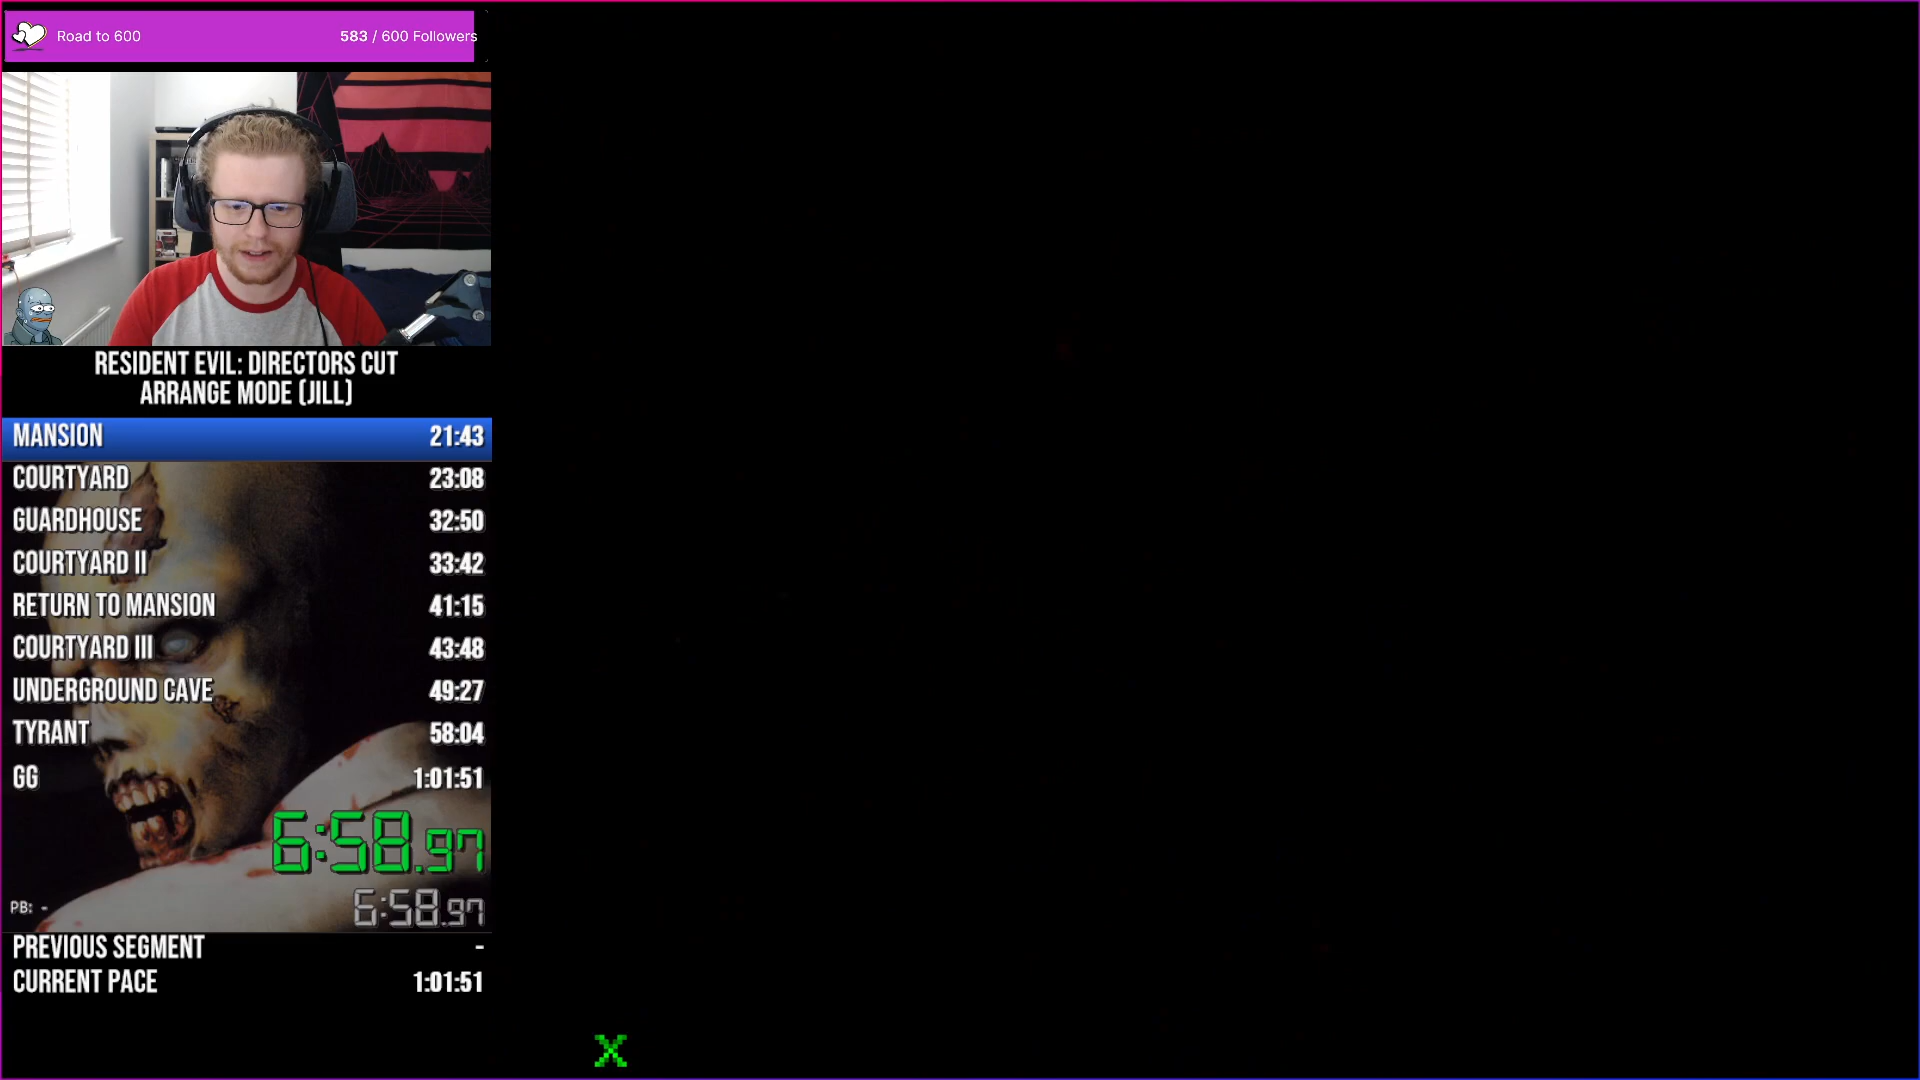 Road to 600 583 / 600 Followers
RESIDENT EVIL: DIRECTORS CUT
ARRANGE MODE (JILL)
MANSION 21:43
COURTYARD 23:08
GUARDHOUSE 32:50
COURTYARD II 33:42
RETURN TO MANSION 41:15
COURTYARD III 43:48
UNDERGROUND CAVE 49:27
TYRANT 58:04
GG 1:01:51
6:58.97
PB: - 6:58.97
PREVIOUS SEGMENT -
CURRENT PACE 1:01:51
X